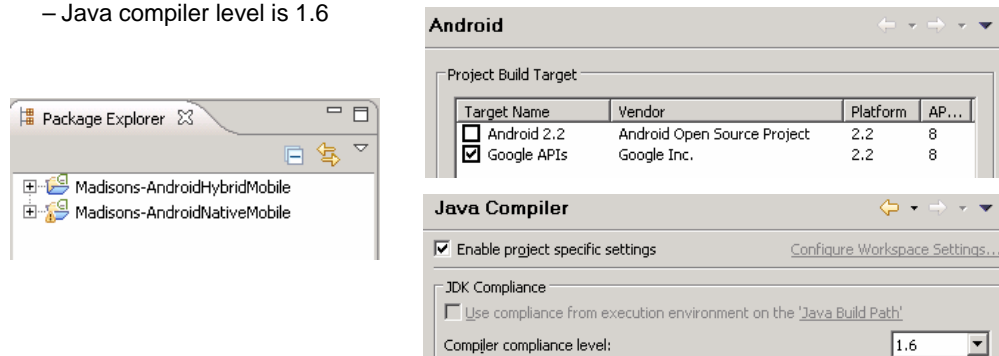 – Java compiler level is 1.6
Package Explorer
Madisons-AndroidHybridMobile
Madisons-AndroidNativeMobile
Android
Project Build Target
Target Name Vendor Platform AP...
Android 2.2 Android Open Source Project 2.2 8
Google APIs Google Inc. 2.2 8
Java Compiler
Enable project specific settings Configure Workspace Settings...
JDK Compliance
Use compliance from execution environment on the 'Java Build Path'
Compiler compliance level: 1.6